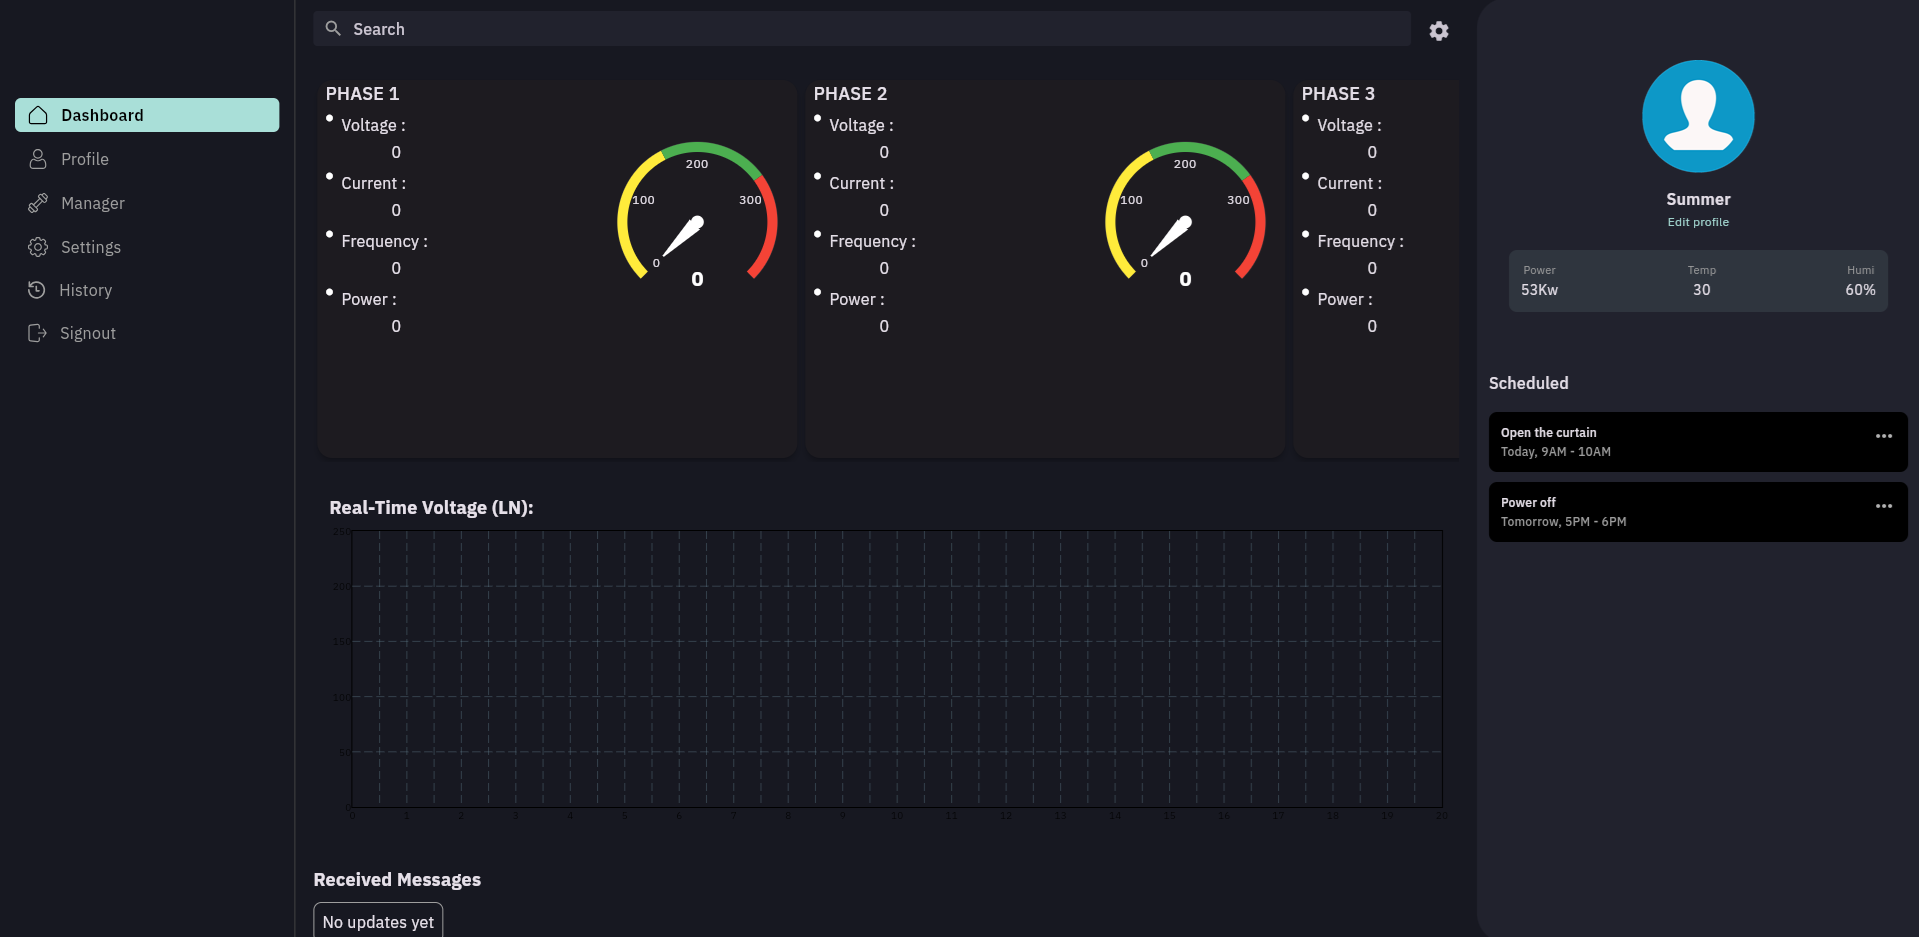 Search
Dashboard
Profile
Manager
Settings
History
Signout
PHASE 1
Voltage :
0
Current :
0
Frequency :
0
Power :
0
0
100
200
300
0
PHASE 2
Voltage :
0
Current :
0
Frequency :
0
Power :
0
0
100
200
300
0
PHASE 3
Voltage :
0
Current :
0
Frequency :
0
Power :
0
Real-Time Voltage (LN):
250
200
150
100
50
0
0 1 2 3 4 5 6 7 8 9 10 11 12 13 14 15 16 17 18 19 20
Received Messages
No updates yet
Summer
Edit profile
Power Temp Humi
53Kw 30 60%
Scheduled
Open the curtain
Today, 9AM - 10AM
Power off
Tomorrow, 5PM - 6PM